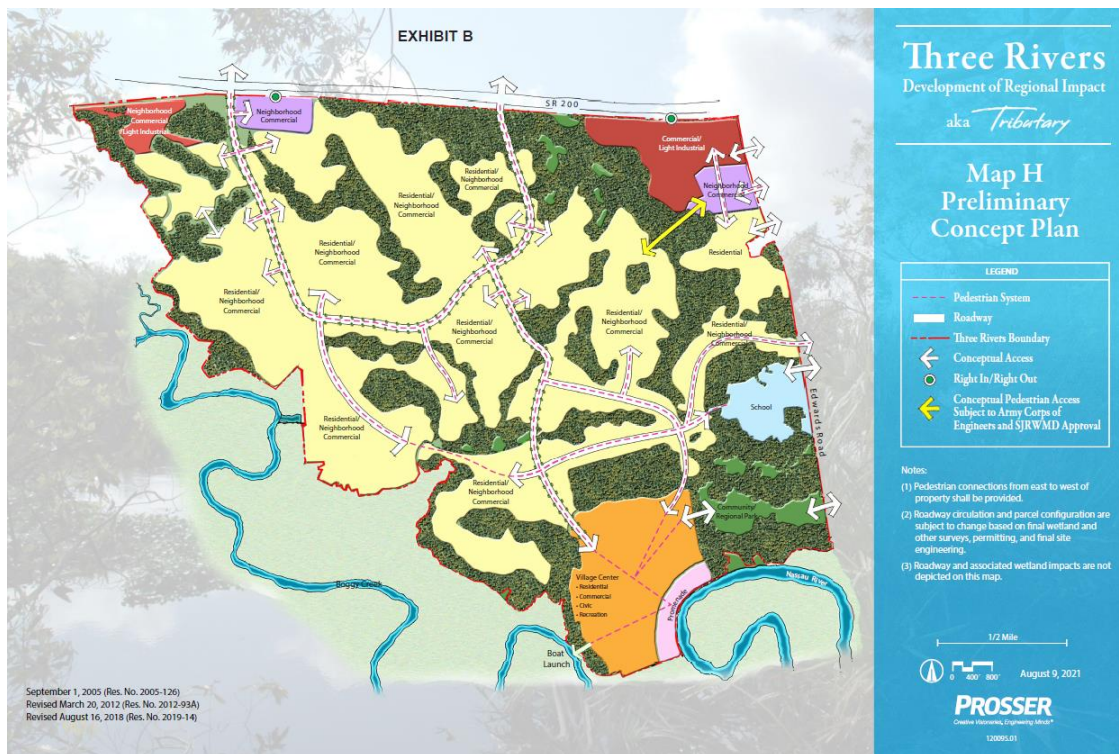 EXHIBIT B
SR 200
Neighborhood
Commercial
Light Industrial
Neighborhood
Commercial
Commercial/
Light Industrial
Neighborhood
Commercial
Residential/
Neighborhood
Commercial
Residential/
Neighborhood
Commercial
Residential/
Neighborhood
Commercial
Residential
Residential/
Neighborhood
Commercial
Residential/
Neighborhood
Commercial
Residential/
Neighborhood
Commercial
Residential/
Neighborhood
Commercial
School
Edwards Road
Residential/
Neighborhood
Commercial
Residential/
Neighborhood
Commercial
Community/
Regional Park
Village Center
- Residential
- Commercial
- Civic
- Recreation
Promenade
Nassau River
Boggy Creek
Boat
Launch
September 1, 2005 (Res. No. 2005-126)
Revised March 20, 2012 (Res. No. 2012-93A)
Revised August 16, 2018 (Res. No. 2019-14)
Three Rivers
Development of Regional Impact
aka Tributary
Map H
Preliminary
Concept Plan
LEGEND
Pedestrian System
Roadway
Three Rivers Boundary
Conceptual Access
Right In/Right Out
Conceptual Pedestrian Access
Subject to Army Corps of
Engineers and SJRWMD Approval
Notes:
(1) Pedestrian connections from east to west of
property shall be provided.
(2) Roadway circulation and parcel configuration are
subject to change based on final wetland and
other surveys, permitting, and final site
engineering.
(3) Roadway and associated wetland impacts are not
depicted on this map.
1/2 Mile
0 400' 800'
August 9, 2021
PROSSER
Creative Visionaries, Engineering Minds®
120095.01